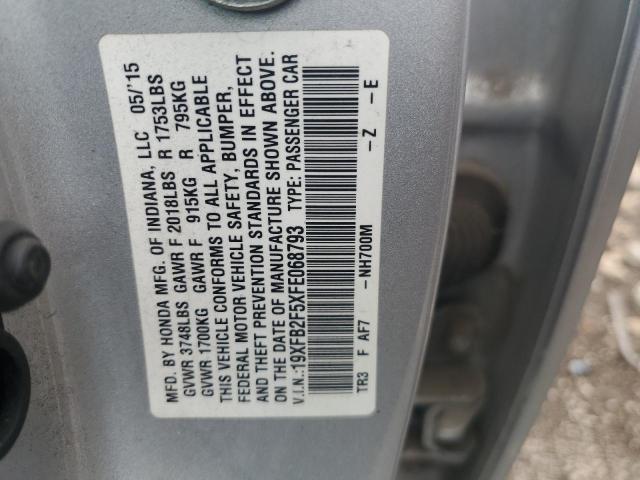 MFD. BY HONDA MFG. OF INDIANA, LLC 05/'15
GVWR 3748LBS GAWR F 2018LBS R 1753LBS
GVWR 1700KG GAWR F 915KG R 795KG
THIS VEHICLE CONFORMS TO ALL APPLICABLE
FEDERAL MOTOR VEHICLE SAFETY, BUMPER,
AND THEFT PREVENTION STANDARDS IN EFFECT
ON THE DATE OF MANUFACTURE SHOWN ABOVE.
V.I.N.:19XFB2F5XFE068793 TYPE: PASSENGER CAR
TR3 F AF7 -NH700M -Z -E